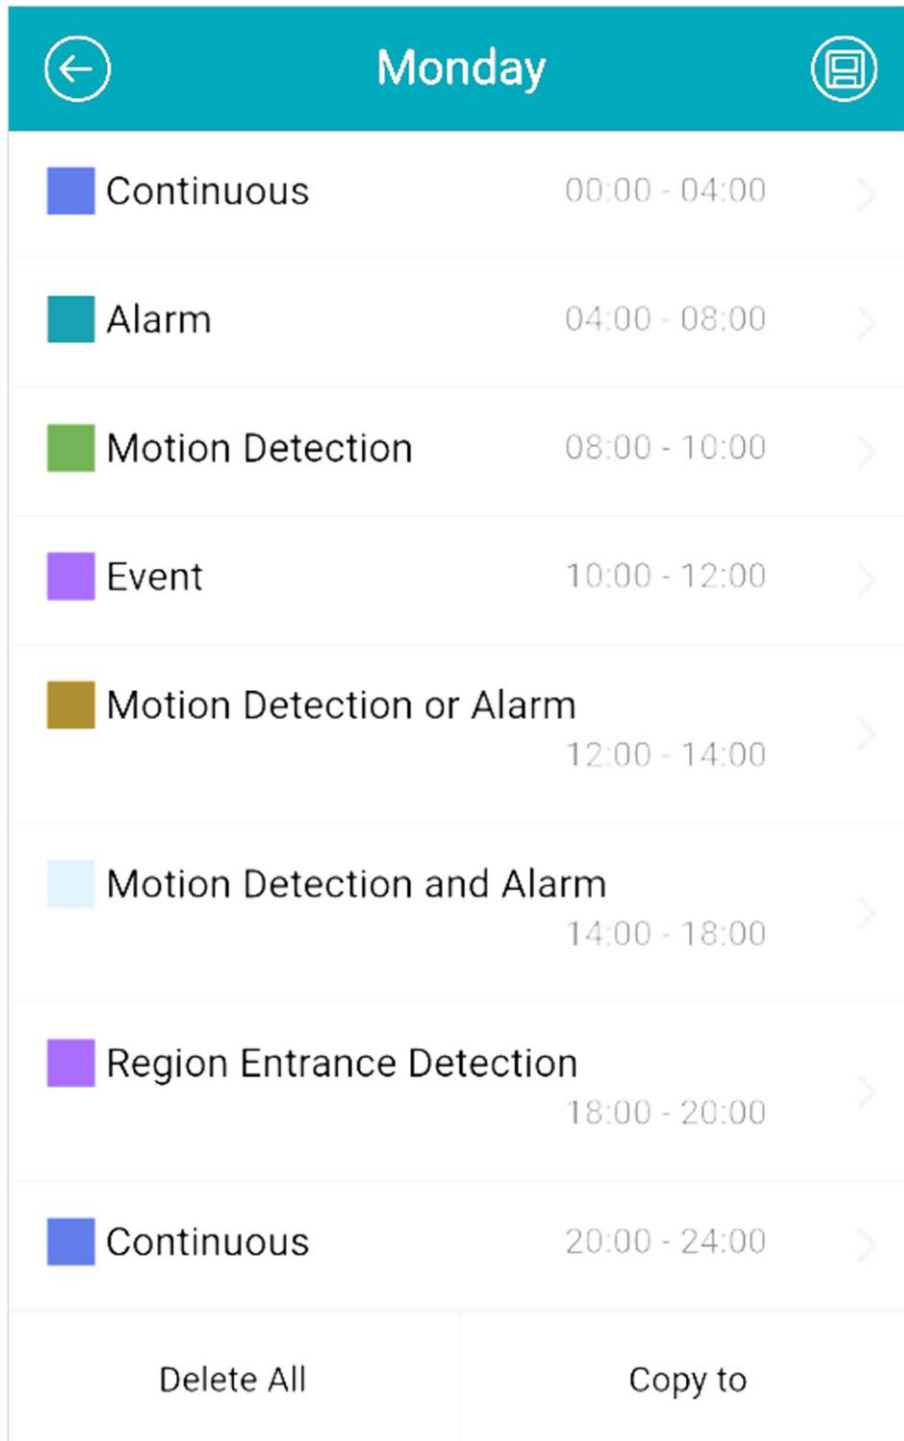 Monday
Continuous 00:00 - 04:00
Alarm 04:00 - 08:00
Motion Detection 08:00 - 10:00
Event 10:00 - 12:00
Motion Detection or Alarm
12:00 - 14:00
Motion Detection and Alarm
14:00 - 18:00
Region Entrance Detection
18:00 - 20:00
Continuous 20:00 - 24:00
Delete All Copy to